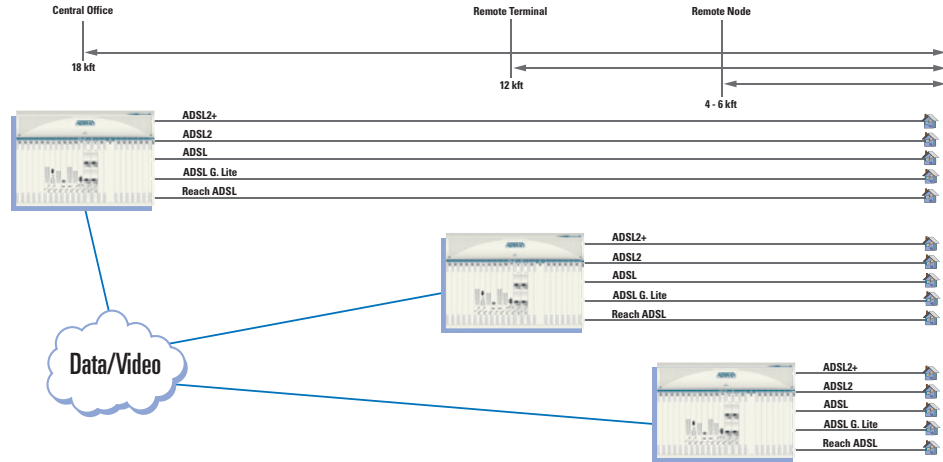 Central Office
Remote Terminal
Remote Node
18 kft
12 kft
4 - 6 kft
ADSL2+
ADSL2
ADSL
ADSL G. Lite
Reach ADSL
ADSL2+
ADSL2
ADSL
ADSL G. Lite
Reach ADSL
Data/Video
ADSL2+
ADSL2
ADSL
ADSL G. Lite
Reach ADSL